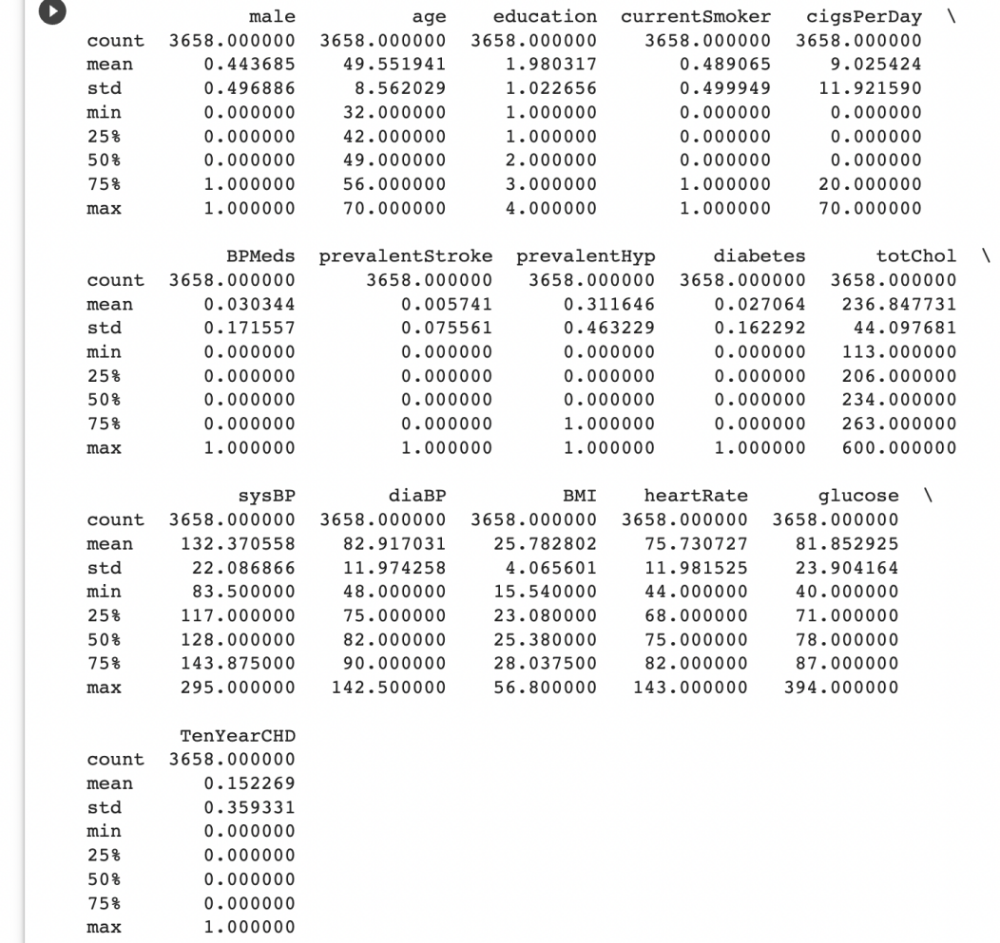 male age education currentSmoker cigsPerDay \
count 3658.000000 3658.000000 3658.000000 3658.000000 3658.000000
mean 0.443685 49.551941 1.980317 0.489065 9.025424
std 0.496886 8.562029 1.022656 0.499949 11.921590
min 0.000000 32.000000 1.000000 0.000000 0.000000
25% 0.000000 42.000000 1.000000 0.000000 0.000000
50% 0.000000 49.000000 2.000000 0.000000 0.000000
75% 1.000000 56.000000 3.000000 1.000000 20.000000
max 1.000000 70.000000 4.000000 1.000000 70.000000
BPMeds prevalentStroke prevalentHyp diabetes totChol \
count 3658.000000 3658.000000 3658.000000 3658.000000 3658.000000
mean 0.030344 0.005741 0.311646 0.027064 236.847731
std 0.171557 0.075561 0.463229 0.162292 44.097681
min 0.000000 0.000000 0.000000 0.000000 113.000000
25% 0.000000 0.000000 0.000000 0.000000 206.000000
50% 0.000000 0.000000 0.000000 0.000000 234.000000
75% 0.000000 0.000000 1.000000 0.000000 263.000000
max 1.000000 1.000000 1.000000 1.000000 600.000000
sysBP diaBP BMI heartRate glucose \
count 3658.000000 3658.000000 3658.000000 3658.000000 3658.000000
mean 132.370558 82.917031 25.782802 75.730727 81.852925
std 22.086866 11.974258 4.065601 11.981525 23.904164
min 83.500000 48.000000 15.540000 44.000000 40.000000
25% 117.000000 75.000000 23.080000 68.000000 71.000000
50% 128.000000 82.000000 25.380000 75.000000 78.000000
75% 143.875000 90.000000 28.037500 82.000000 87.000000
max 295.000000 142.500000 56.800000 143.000000 394.000000
TenYearCHD
count 3658.000000
mean 0.152269
std 0.359331
min 0.000000
25% 0.000000
50% 0.000000
75% 0.000000
max 1.000000